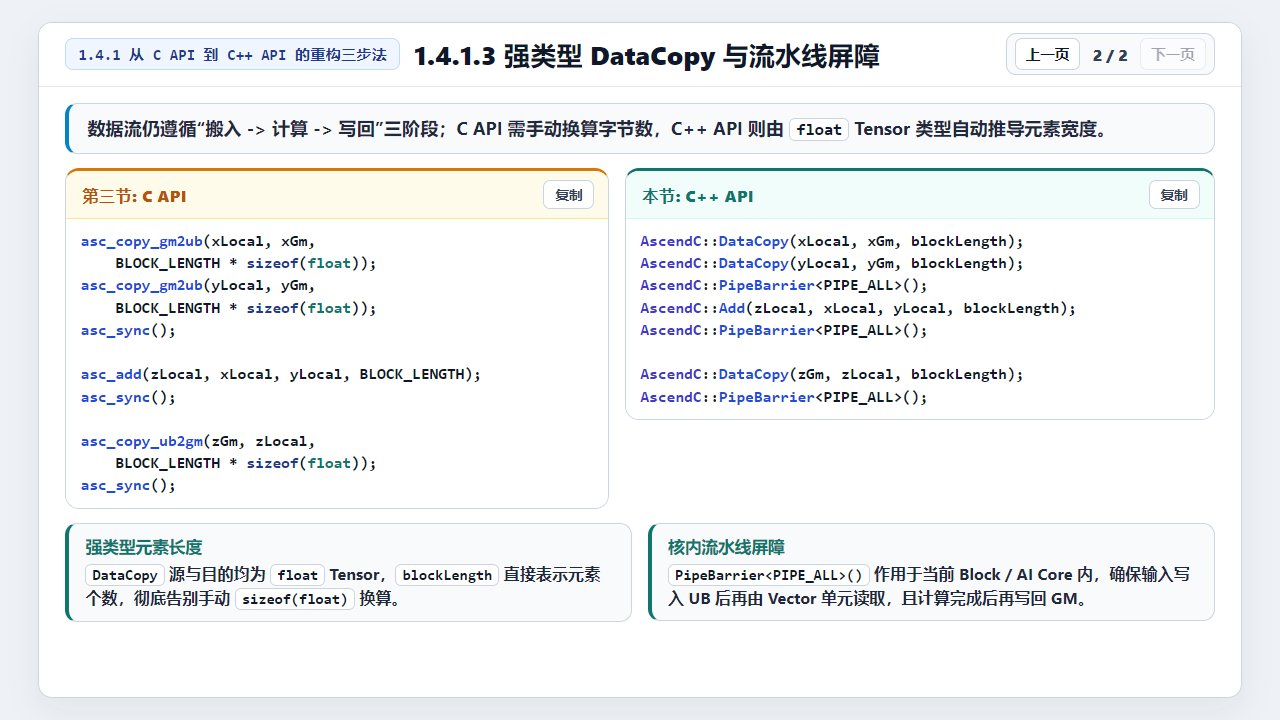 1.4.1 从 C API 到 C++ API 的重构三步法
1.4.1.3 强类型 DataCopy 与流水线屏障
上一页 2 / 2 下一页
数据流仍遵循“搬入 -> 计算 -> 写回”三阶段；C API 需手动换算字节数，C++ API 则由 float Tensor 类型自动推导元素宽度。
第三节: C API
复制
asc_copy_gm2ub(xLocal, xGm,
    BLOCK_LENGTH * sizeof(float));
asc_copy_gm2ub(yLocal, yGm,
    BLOCK_LENGTH * sizeof(float));
asc_sync();
asc_add(zLocal, xLocal, yLocal, BLOCK_LENGTH);
asc_sync();
asc_copy_ub2gm(zGm, zLocal,
    BLOCK_LENGTH * sizeof(float));
asc_sync();
本节: C++ API
复制
AscendC::DataCopy(xLocal, xGm, blockLength);
AscendC::DataCopy(yLocal, yGm, blockLength);
AscendC::PipeBarrier<PIPE_ALL>();
AscendC::Add(zLocal, xLocal, yLocal, blockLength);
AscendC::PipeBarrier<PIPE_ALL>();
AscendC::DataCopy(zGm, zLocal, blockLength);
AscendC::PipeBarrier<PIPE_ALL>();
强类型元素长度
DataCopy 源与目的均为 float Tensor，blockLength 直接表示元素
个数，彻底告别手动 sizeof(float) 换算。
核内流水线屏障
PipeBarrier<PIPE_ALL>() 作用于当前 Block / AI Core 内，确保输入写
入 UB 后再由 Vector 单元读取，且计算完成后再写回 GM。